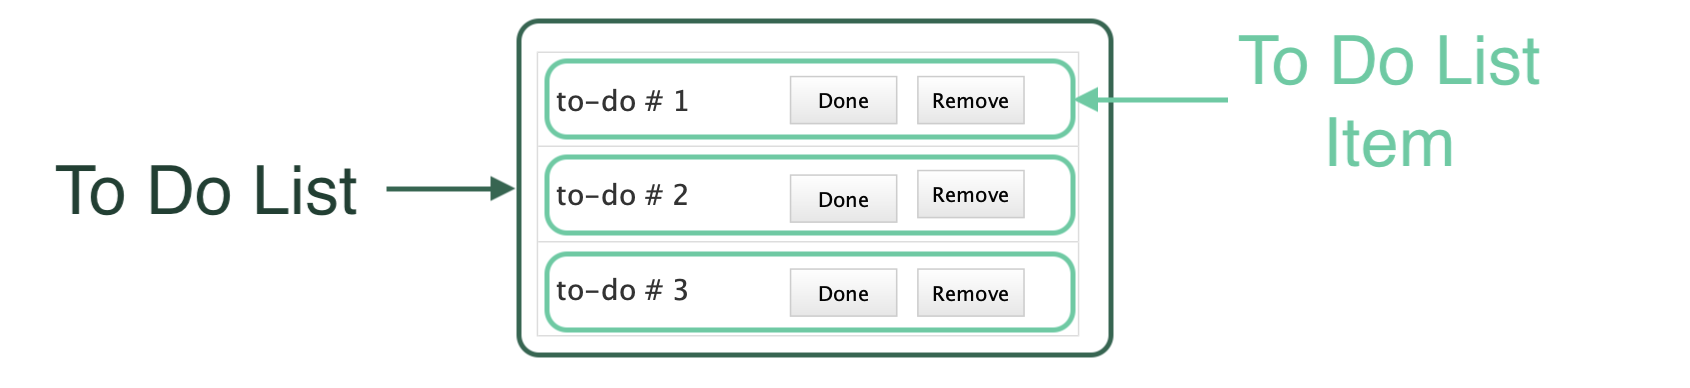 To Do List
to-do # 1 Done Remove
to-do # 2 Done Remove
to-do # 3 Done Remove
To Do List
Item